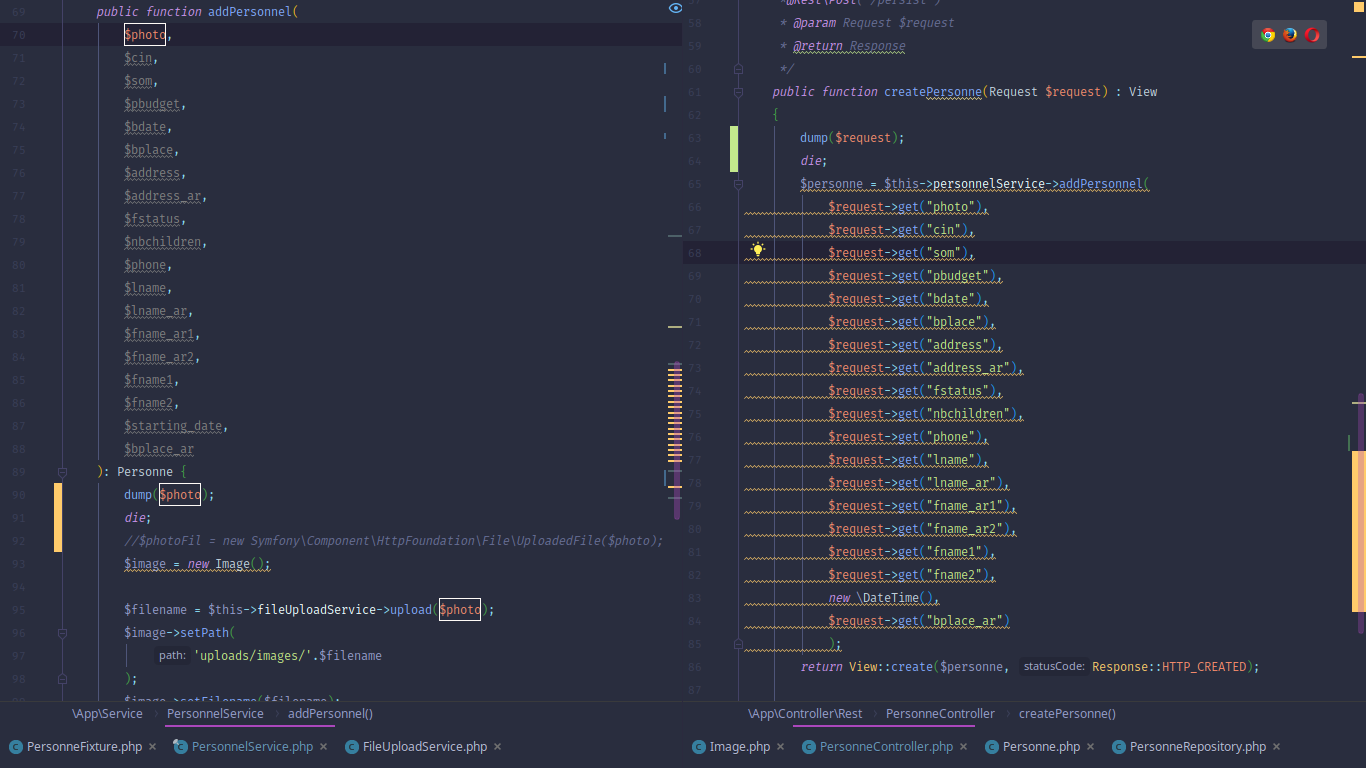 69 public function addPersonnel(
70 $photo,
71 $cin,
72 $som,
73 $pbudget,
74 $bdate,
75 $bplace,
76 $address,
77 $address_ar,
78 $fstatus,
79 $nbchildren,
80 $phone,
81 $lname,
82 $lname_ar,
83 $fname_ar1,
84 $fname_ar2,
85 $fname1,
86 $fname2,
87 $starting_date,
88 $bplace_ar
89 ): Personne {
90 dump($photo);
91 die;
92 //$photoFil = new Symfony\Component\HttpFoundation\File\UploadedFile($photo);
93 $image = new Image();
94
95 $filename = $this->fileUploadService->upload($photo);
96 $image->setPath(
97 path: 'uploads/images/'.$filename
98 );
99 $image->setFilename($filename);
\App\Service PersonnelService addPersonnel()
PersonneFixture.php × PersonnelService.php × FileUploadService.php ×
57 *@Rest\Post("/persist")
58 * @param Request $request
59 * @return Response
60 */
61 public function createPersonne(Request $request) : View
62 {
63 dump($request);
64 die;
65 $personne = $this->personnelService->addPersonnel(
66 $request->get("photo"),
67 $request->get("cin"),
68 $request->get("som"),
69 $request->get("pbudget"),
70 $request->get("bdate"),
71 $request->get("bplace"),
72 $request->get("address"),
73 $request->get("address_ar"),
74 $request->get("fstatus"),
75 $request->get("nbchildren"),
76 $request->get("phone"),
77 $request->get("lname"),
78 $request->get("lname_ar"),
79 $request->get("fname_ar1"),
80 $request->get("fname_ar2"),
81 $request->get("fname1"),
82 $request->get("fname2"),
83 new \DateTime(),
84 $request->get("bplace_ar")
85 );
86 return View::create($personne, statusCode: Response::HTTP_CREATED);
87
\App\Controller\Rest PersonneController createPersonne()
Image.php × PersonneController.php × Personne.php × PersonneRepository.php ×